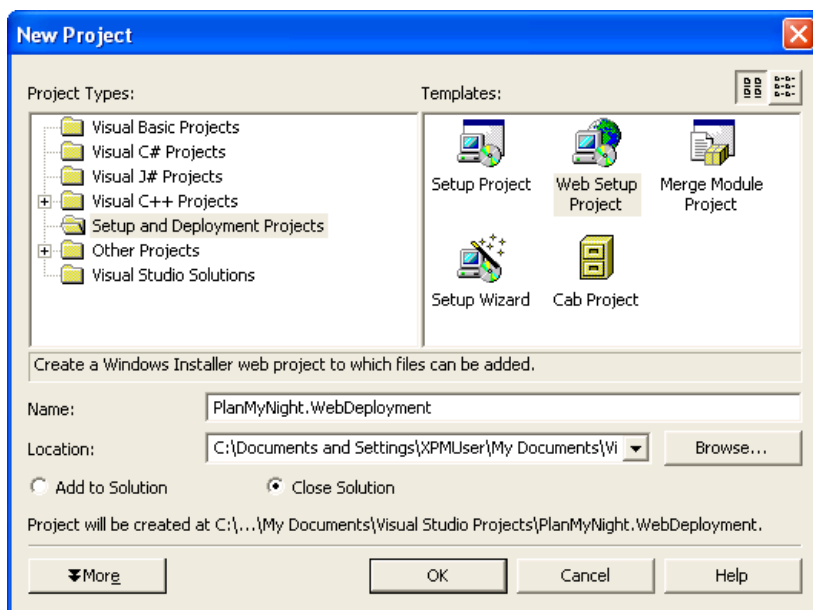 New Project
Project Types:
Templates:
Visual Basic Projects
Visual C# Projects
Visual J# Projects
Visual C++ Projects
Setup and Deployment Projects
Other Projects
Visual Studio Solutions
Setup Project
Web Setup
Project
Merge Module
Project
Setup Wizard
Cab Project
Create a Windows Installer web project to which files can be added.
Name:
PlanMyNight.WebDeployment
Location:
C:\Documents and Settings\XPMUser\My Documents\Vi
Browse...
Add to Solution
Close Solution
Project will be created at C:\...\My Documents\Visual Studio Projects\PlanMyNight.WebDeployment.
More
OK
Cancel
Help